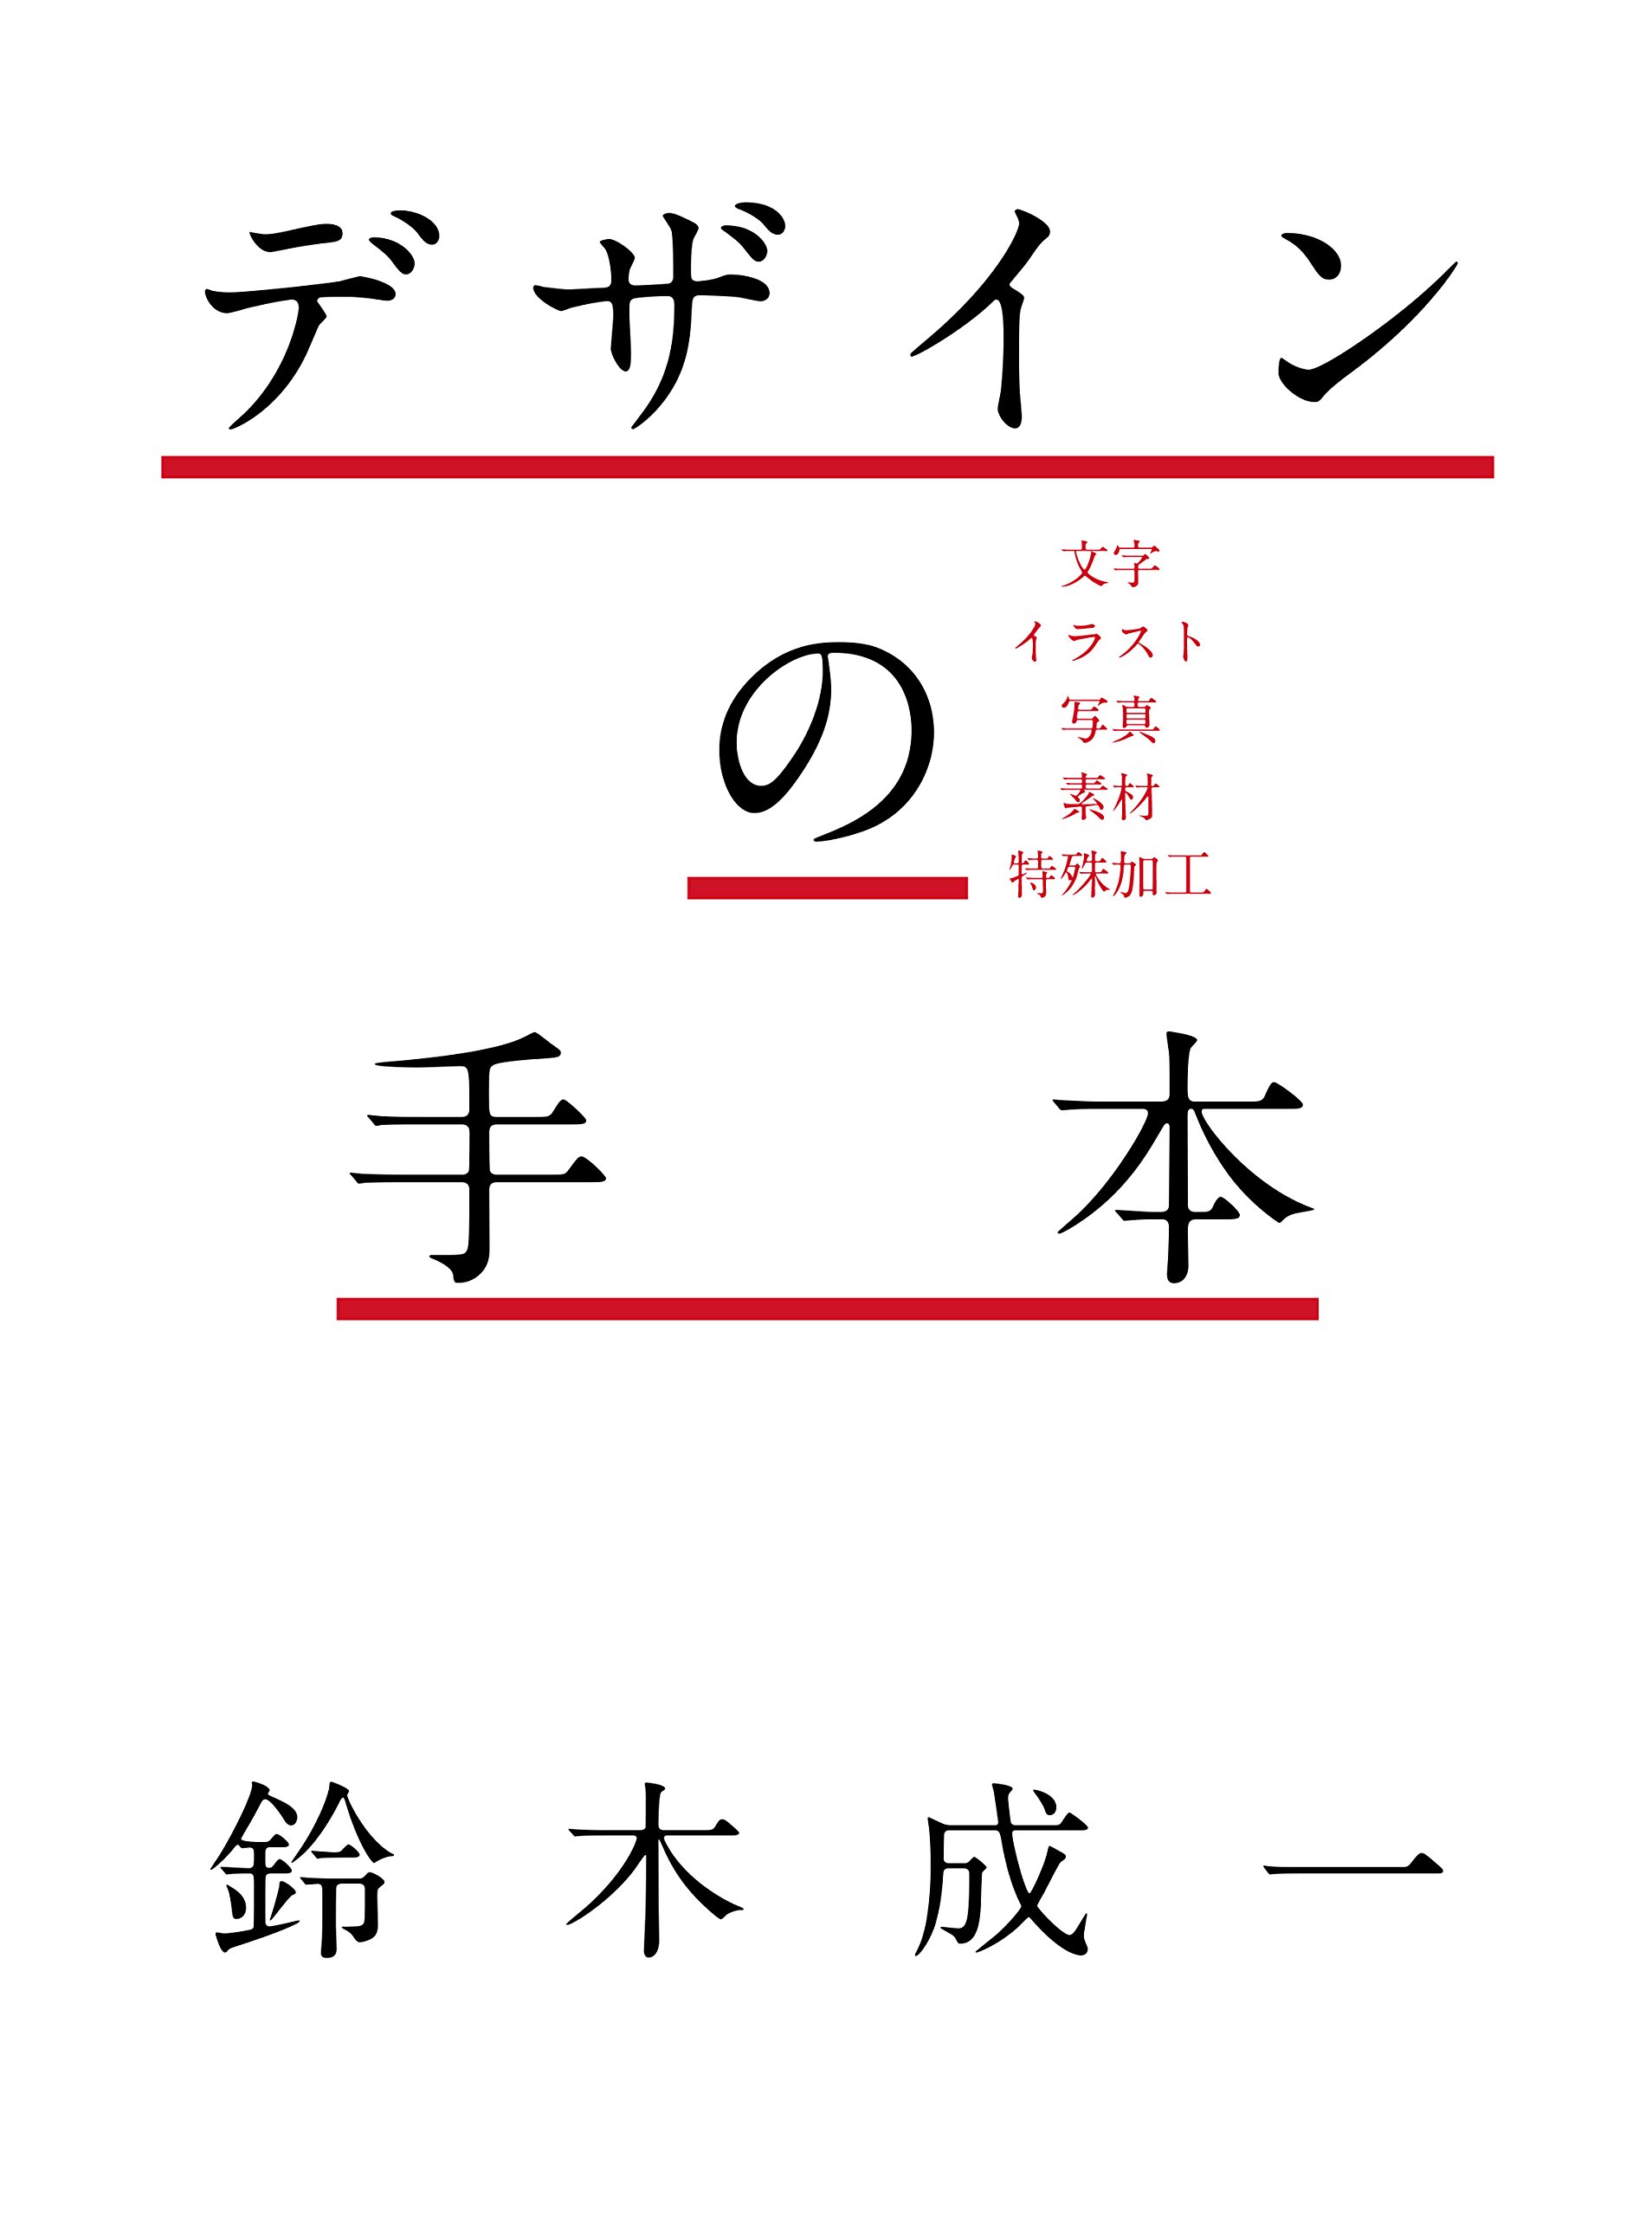 デザイン
の
文字
イラスト
写真
素材
特殊加工
手本
鈴木成一